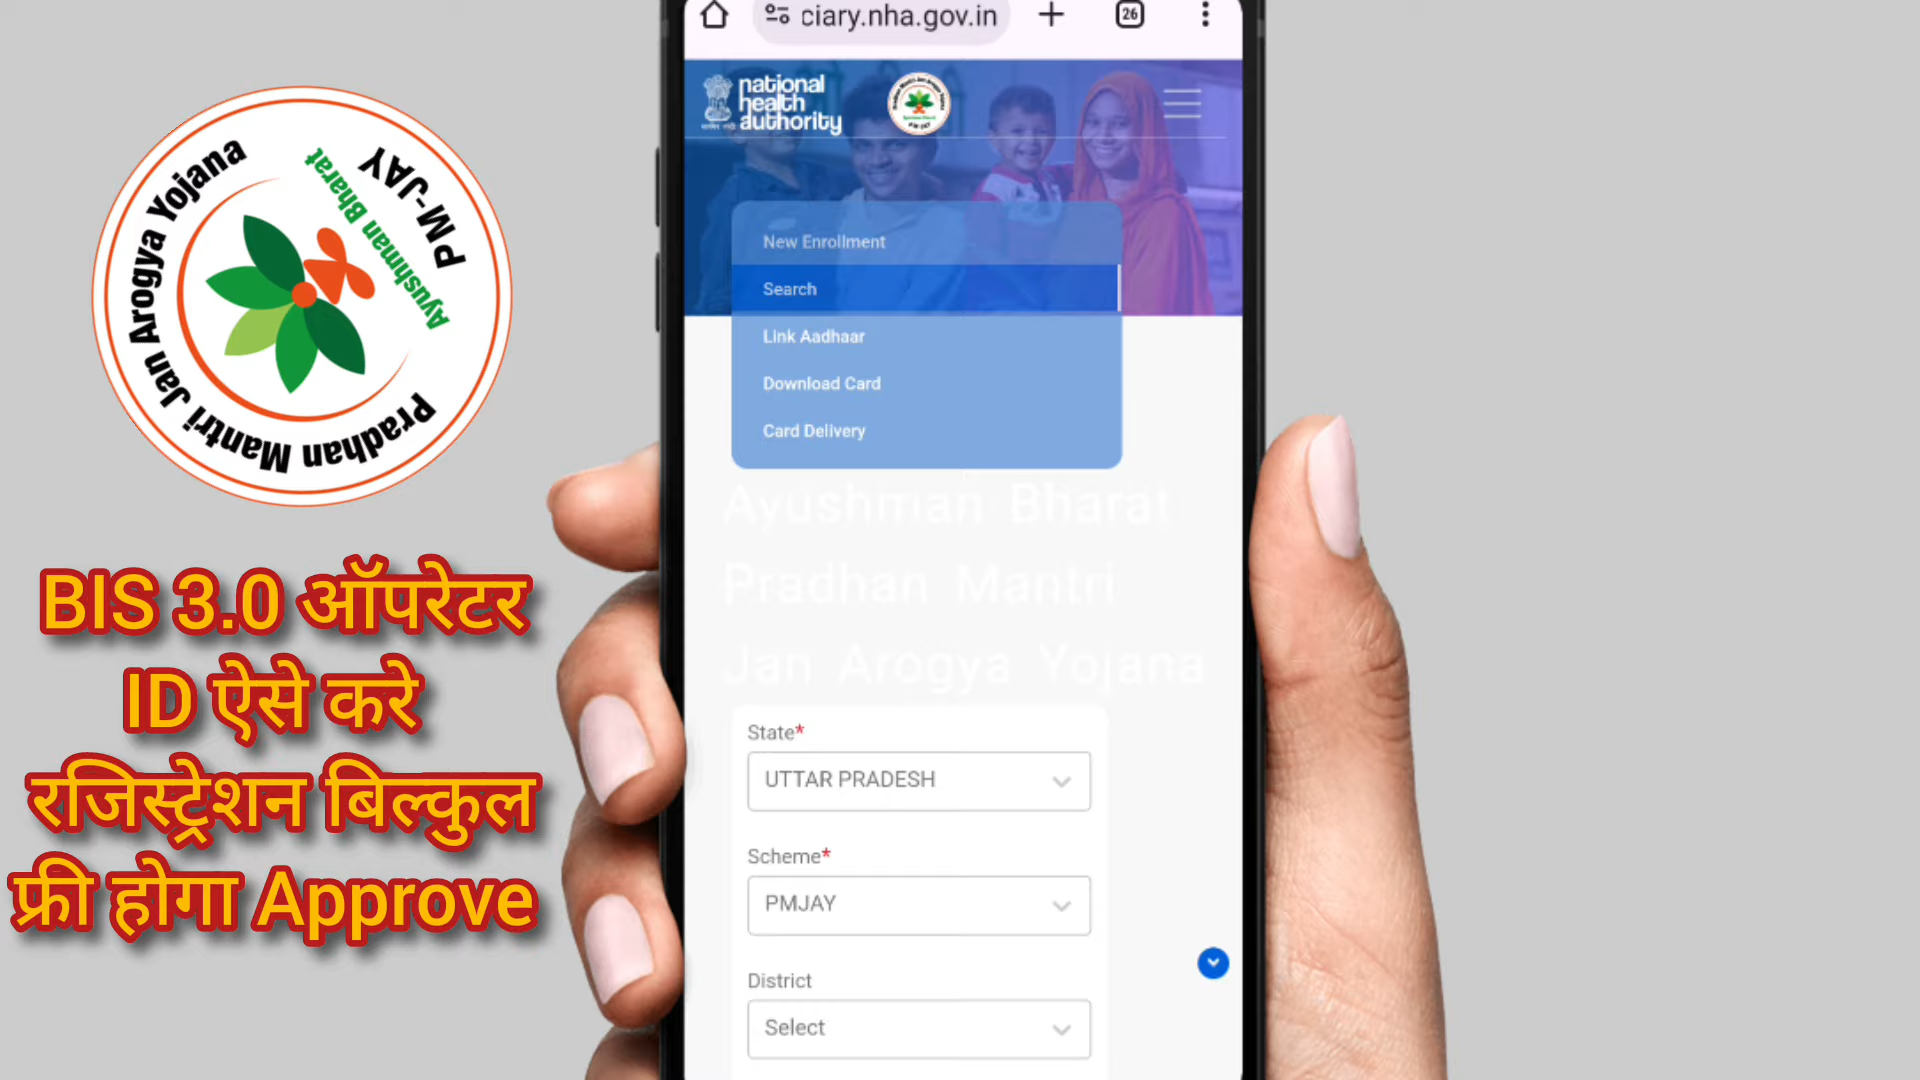 Pradhan Mantri Jan Arogya Yojana
PM-JAY
Ayushman Bharat
BIS 3.0 ऑपरेटर
ID ऐसे करे
रजिस्ट्रेशन बिल्कुल
फ्री होगा Approve
ciary.nha.gov.in
26
national
health
authority
New Enrollment
Search
Link Aadhaar
Download Card
Card Delivery
Ayushman Bharat
Pradhan Mantri
Jan Arogya Yojana
State*
UTTAR PRADESH
Scheme*
PMJAY
District
Select